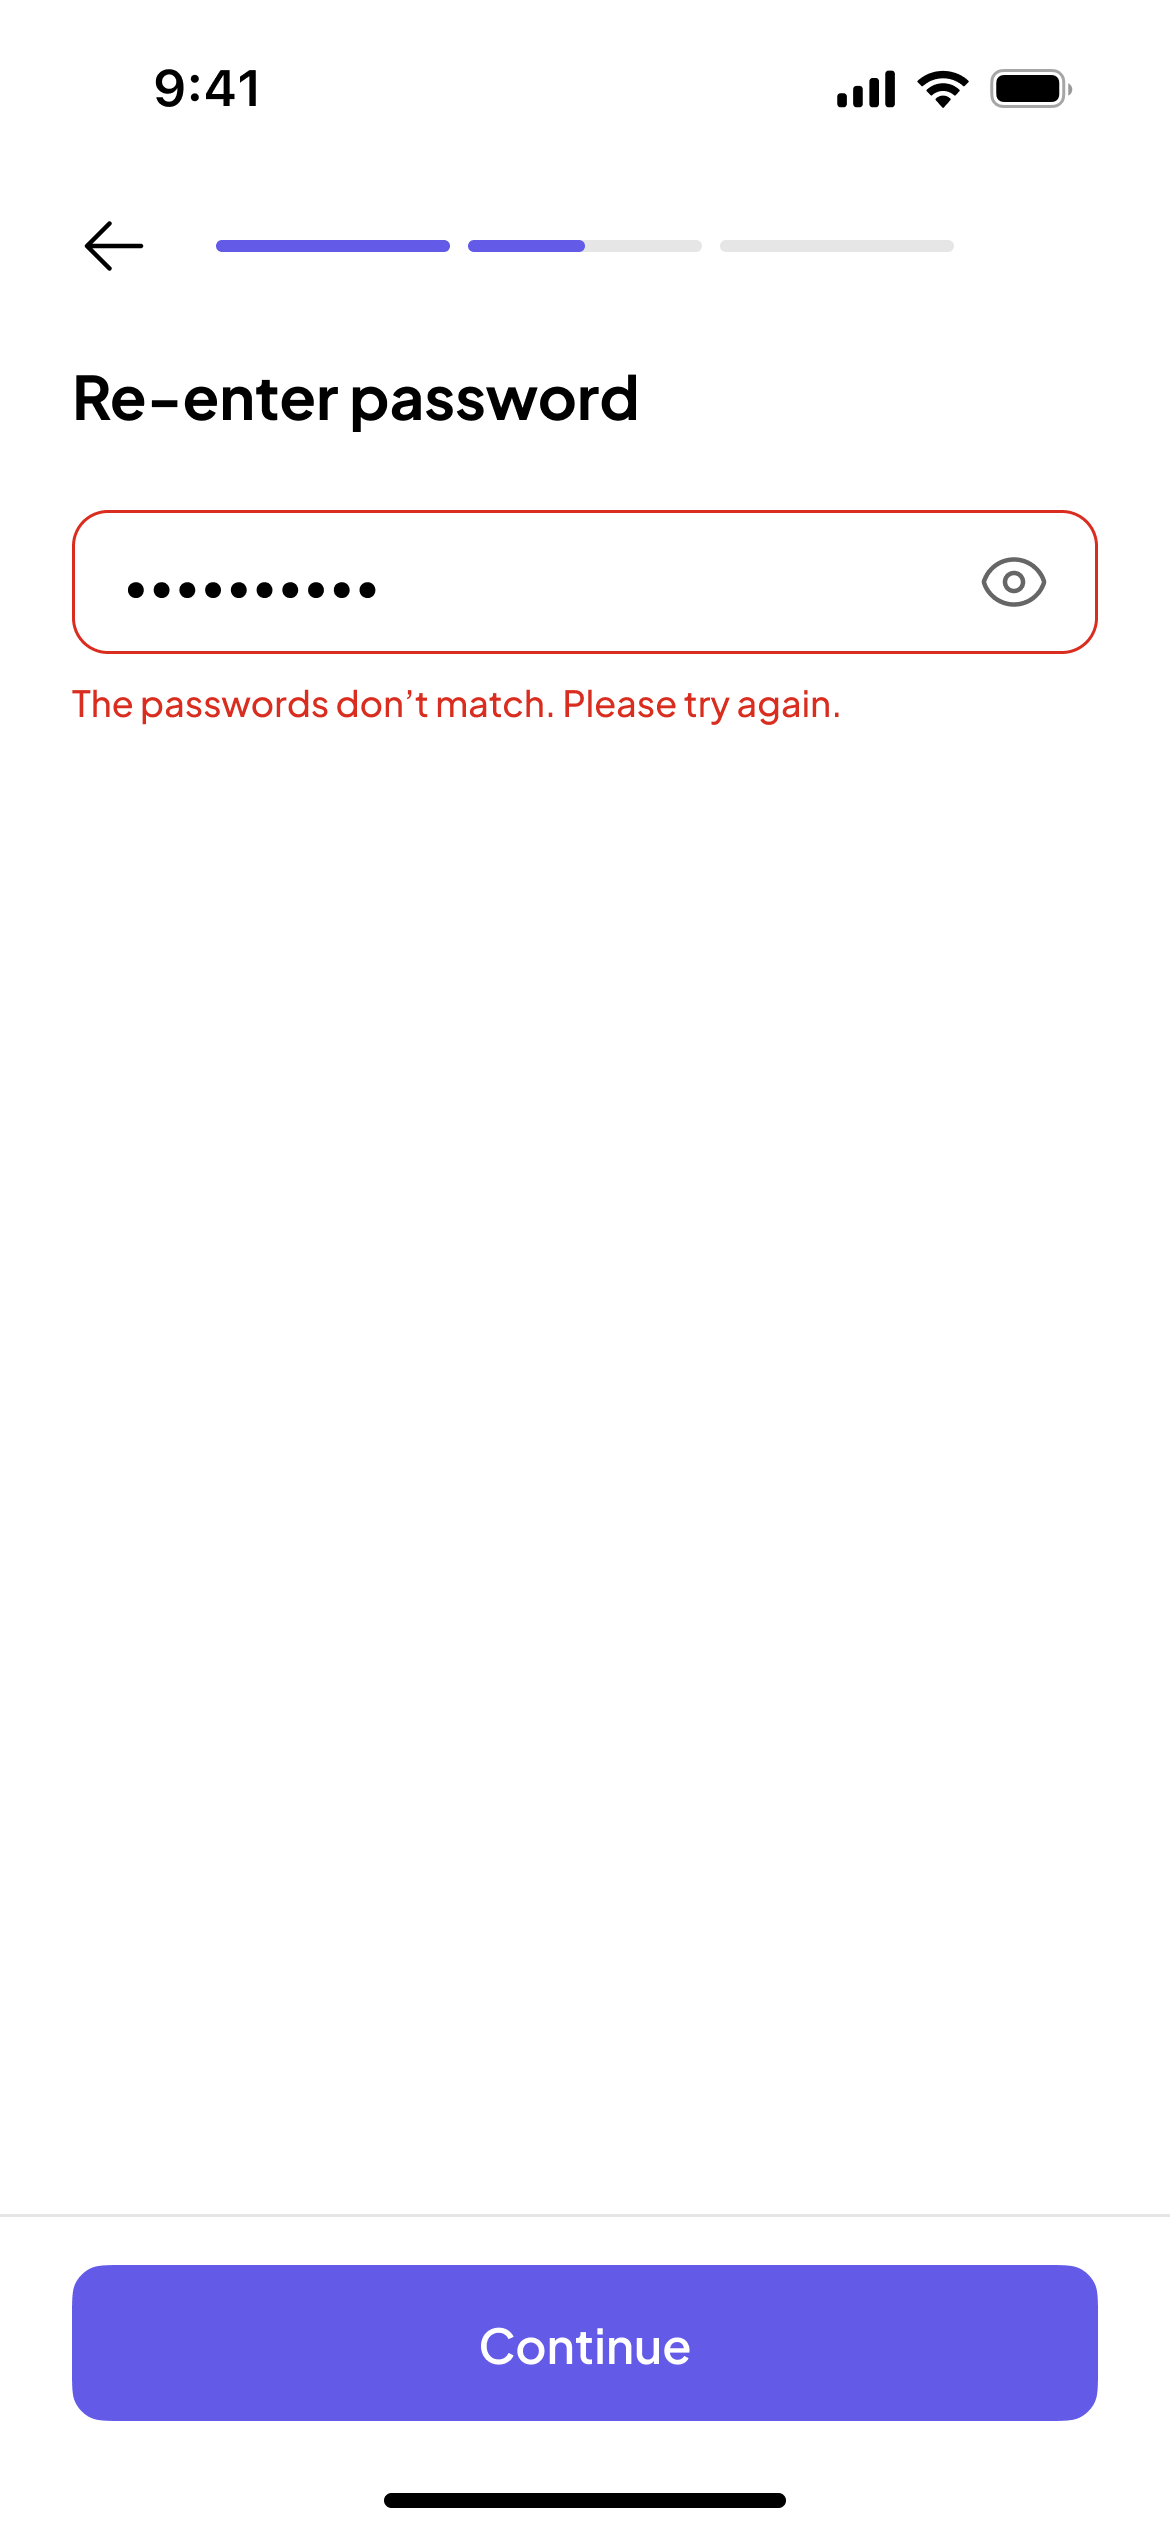 9:41
Re-enter password
••••••••••
The passwords don’t match. Please try again.
Continue